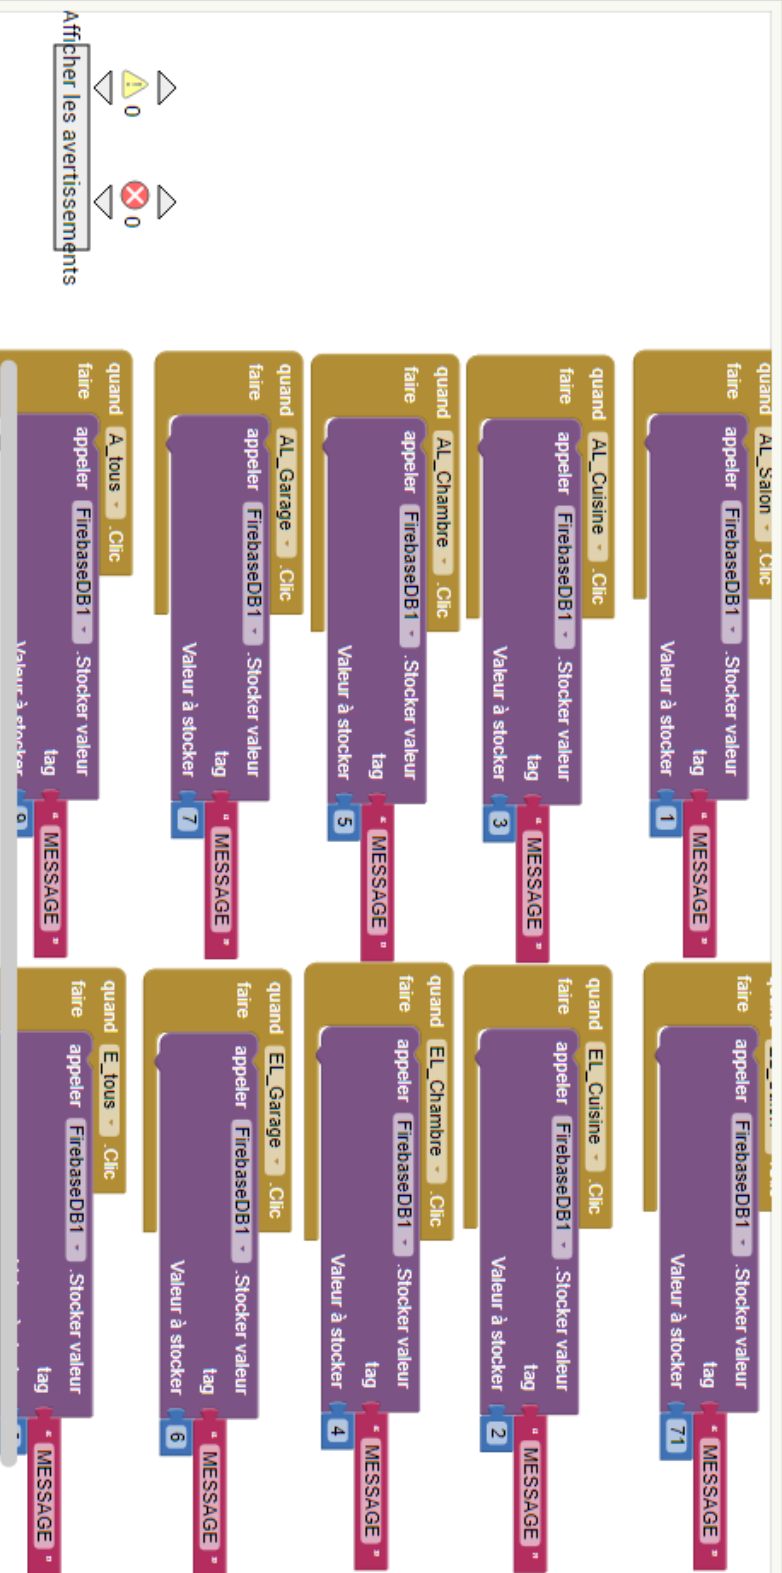 quand AL_Salon .Clic
faire appeler FirebaseDB1 .Stocker valeur
tag " MESSAGE "
Valeur à stocker 1
faire appeler FirebaseDB1 .Stocker valeur
tag " MESSAGE "
Valeur à stocker 71
quand AL_Cuisine .Clic
faire appeler FirebaseDB1 .Stocker valeur
tag " MESSAGE "
Valeur à stocker 3
quand EL_Cuisine .Clic
faire appeler FirebaseDB1 .Stocker valeur
tag " MESSAGE "
Valeur à stocker 2
quand AL_Chambre .Clic
faire appeler FirebaseDB1 .Stocker valeur
tag " MESSAGE "
Valeur à stocker 5
quand EL_Chambre .Clic
faire appeler FirebaseDB1 .Stocker valeur
tag " MESSAGE "
Valeur à stocker 4
quand AL_Garage .Clic
faire appeler FirebaseDB1 .Stocker valeur
tag " MESSAGE "
Valeur à stocker 7
quand EL_Garage .Clic
faire appeler FirebaseDB1 .Stocker valeur
tag " MESSAGE "
Valeur à stocker 6
quand A_tous .Clic
faire appeler FirebaseDB1 .Stocker valeur
tag " MESSAGE "
Valeur à stocker
quand E_tous .Clic
faire appeler FirebaseDB1 .Stocker valeur
tag " MESSAGE "
0 0
Afficher les avertissements